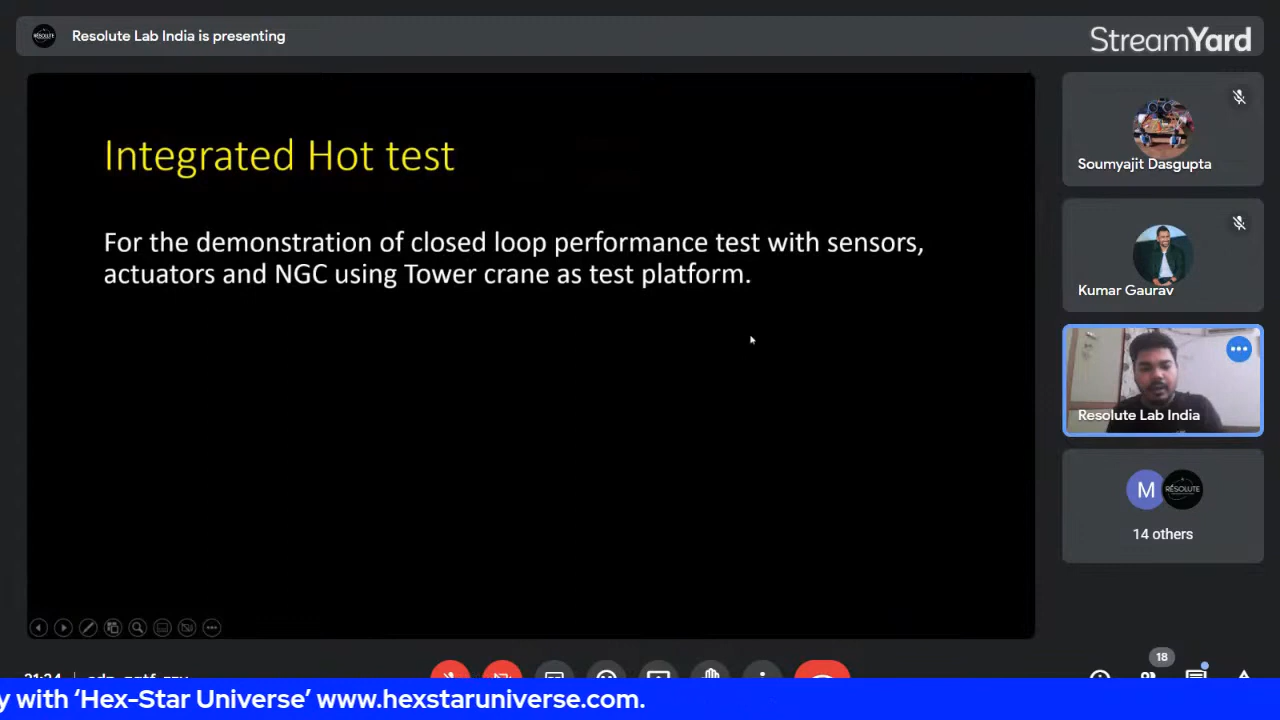 Resolute Lab India is presenting
StreamYard
Integrated Hot test
For the demonstration of closed loop performance test with sensors,
actuators and NGC using Tower crane as test platform.
Soumyajit Dasgupta
Kumar Gaurav
Resolute Lab India
M
RESOLUTE
14 others
18
y with ‘Hex-Star Universe’ www.hexstaruniverse.com.